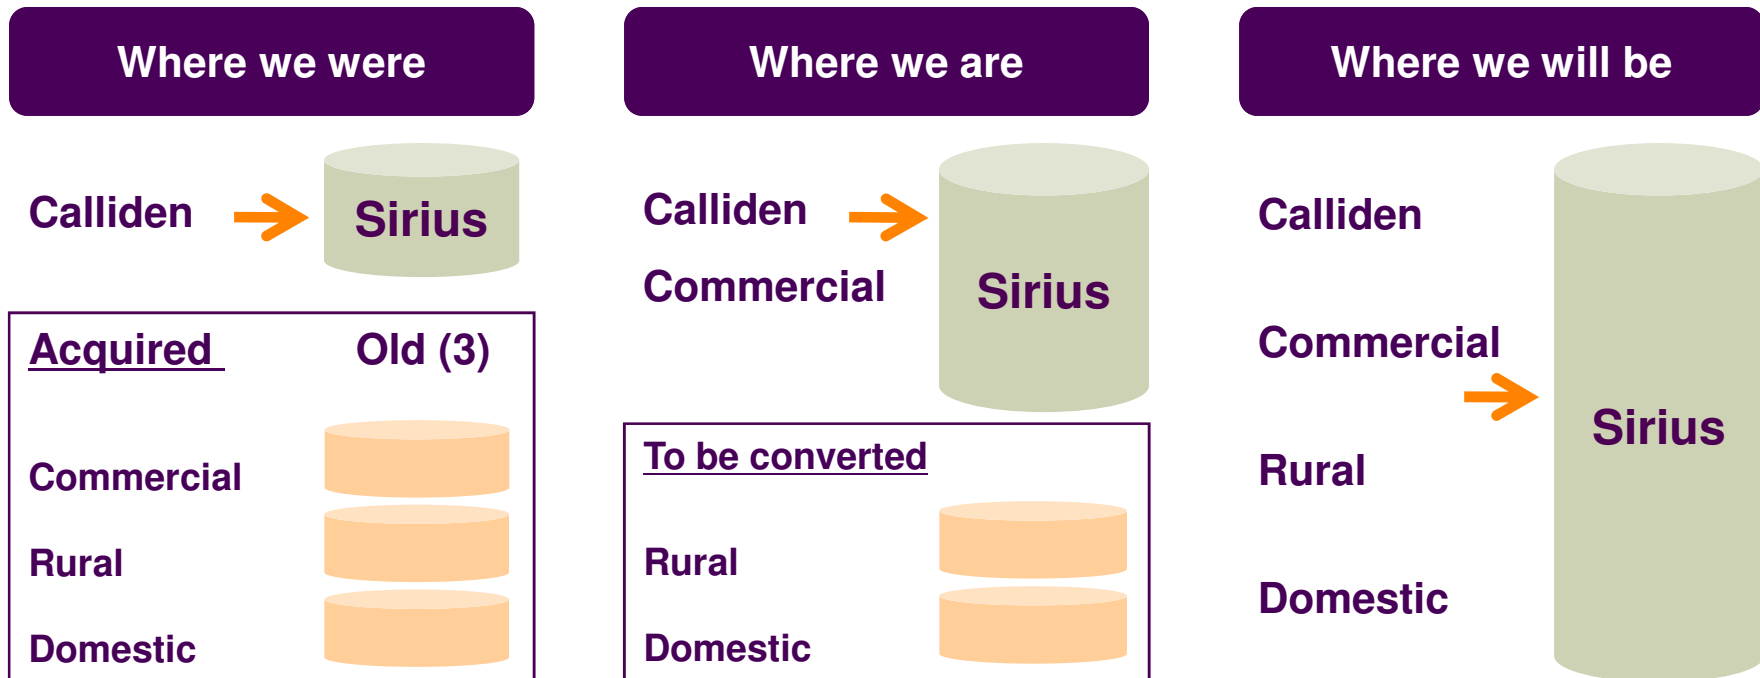 Where we were
Calliden
Sirius
Acquired
Old (3)
Commercial
Rural
Domestic
Where we are
Calliden
Commercial
Sirius
To be converted
Rural
Domestic
Where we will be
Calliden
Commercial
Sirius
Rural
Domestic